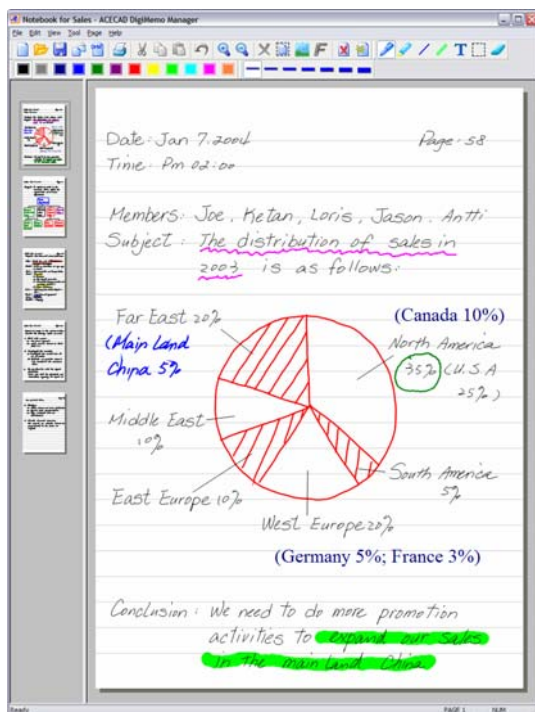 Notebook for Sales - ACECAD DigiMemo Manager
File Edit View Tool Page Help
Date: Jan 7. 2004 Page: 58
Time: Pm 02:00
Members: Joe, Ketan, Loris, Jason. Antti
Subject: The distribution of sales in
2003 is as follows:
Far East 20%
(Main Land
China 5%
(Canada 10%)
North America
35% (U.S.A
25%)
Middle East
10%
South America
5%
East Europe 10%
West Europe 20%
(Germany 5%; France 3%)
Conclusion: We need to do more promotion
activities to expand our sales
in the main land China
Ready PAGE 1 NUM